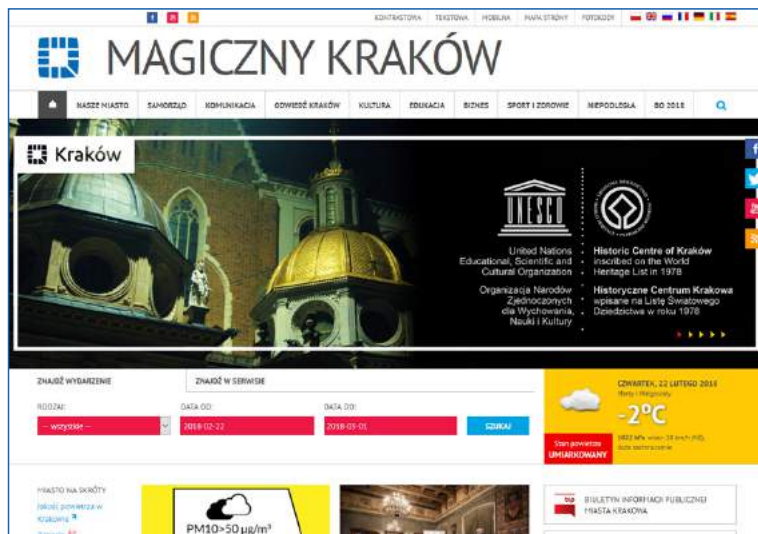 KONTRASTOWA TEKSTOWA MOBILNA MAPA STRONY FOTOKODY
MAGICZNY KRAKÓW
NASZE MIASTO SAMORZĄD KOMUNIKACJA ODWIEDŹ KRAKÓW KULTURA EDUKACJA BIZNES SPORT I ZDROWIE NIEPODLEGŁA BO 2018
Kraków
UNESCO
United Nations
Educational, Scientific and
Cultural Organization
Organizacja Narodów
Zjednoczonych
dla Wychowania,
Nauki i Kultury
Historic Centre of Kraków
inscribed on the World
Heritage List in 1978
Historyczne Centrum Krakowa
wpisane na Listę Światowego
Dziedzictwa w roku 1978
ZNAJDŹ WYDARZENIE ZNAJDŹ W SERWISIE
RODZAJ: DATA OD: DATA DO:
-- wszystkie -- 2018-02-22 2018-03-01 SZUKAJ
CZWARTEK, 22 LUTEGO 2018
Marty i Małgorzaty
-2°C
Stan powietrza
UMIARKOWANY
MIASTO NA SKRÓTY
Jakość powietrza w
Krakowie
PM10>50 µg/m³
bip BIULETYN INFORMACJI PUBLICZNEJ
MIASTA KRAKOWA